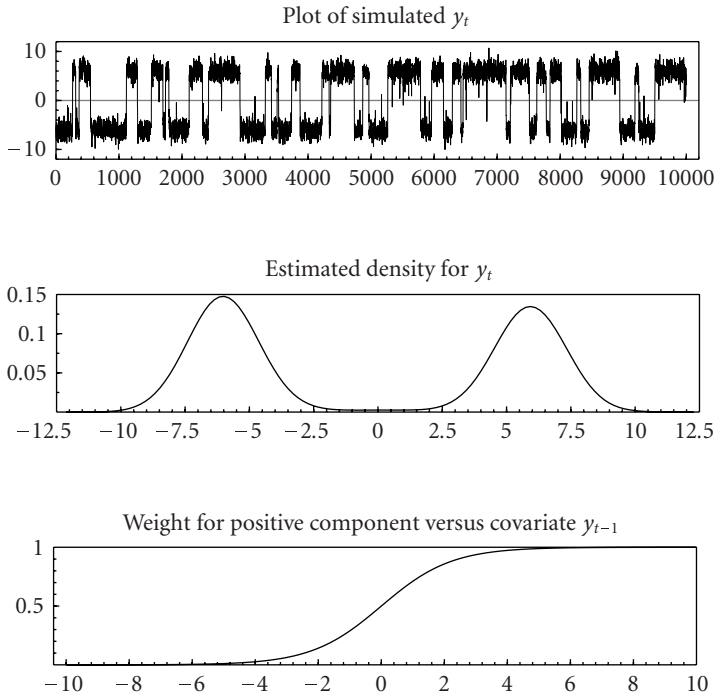 Plot of simulated y_t
10
0
−10
0 1000 2000 3000 4000 5000 6000 7000 8000 9000 10000
Estimated density for y_t
0.15
0.1
0.05
−12.5 −10 −7.5 −5 −2.5 0 2.5 5 7.5 10 12.5
Weight for positive component versus covariate y_{t−1}
1
0.5
−10 −8 −6 −4 −2 0 2 4 6 8 10